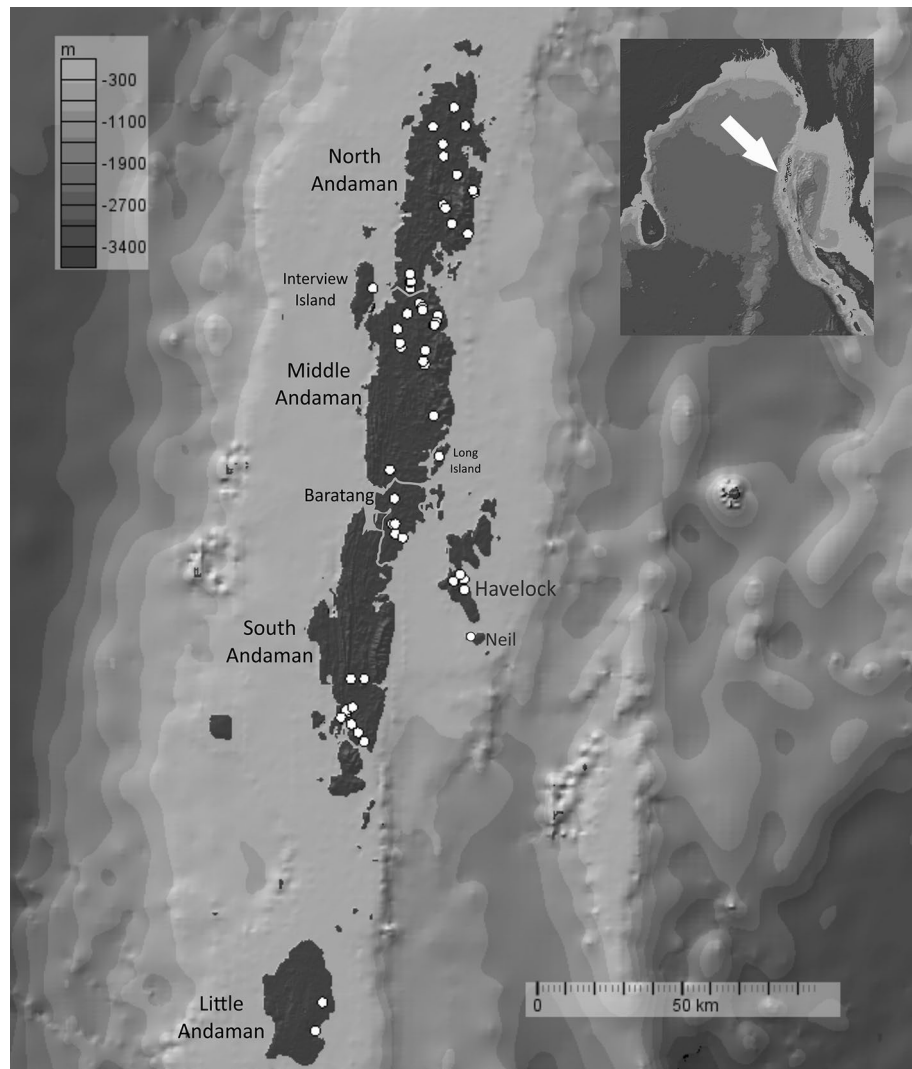 m
-300
-1100
-1900
-2700
-3400
North
Andaman
Interview
Island
Middle
Andaman
Long
Island
Baratang
Havelock
South
Andaman
Neil
Little
Andaman
0 50 km